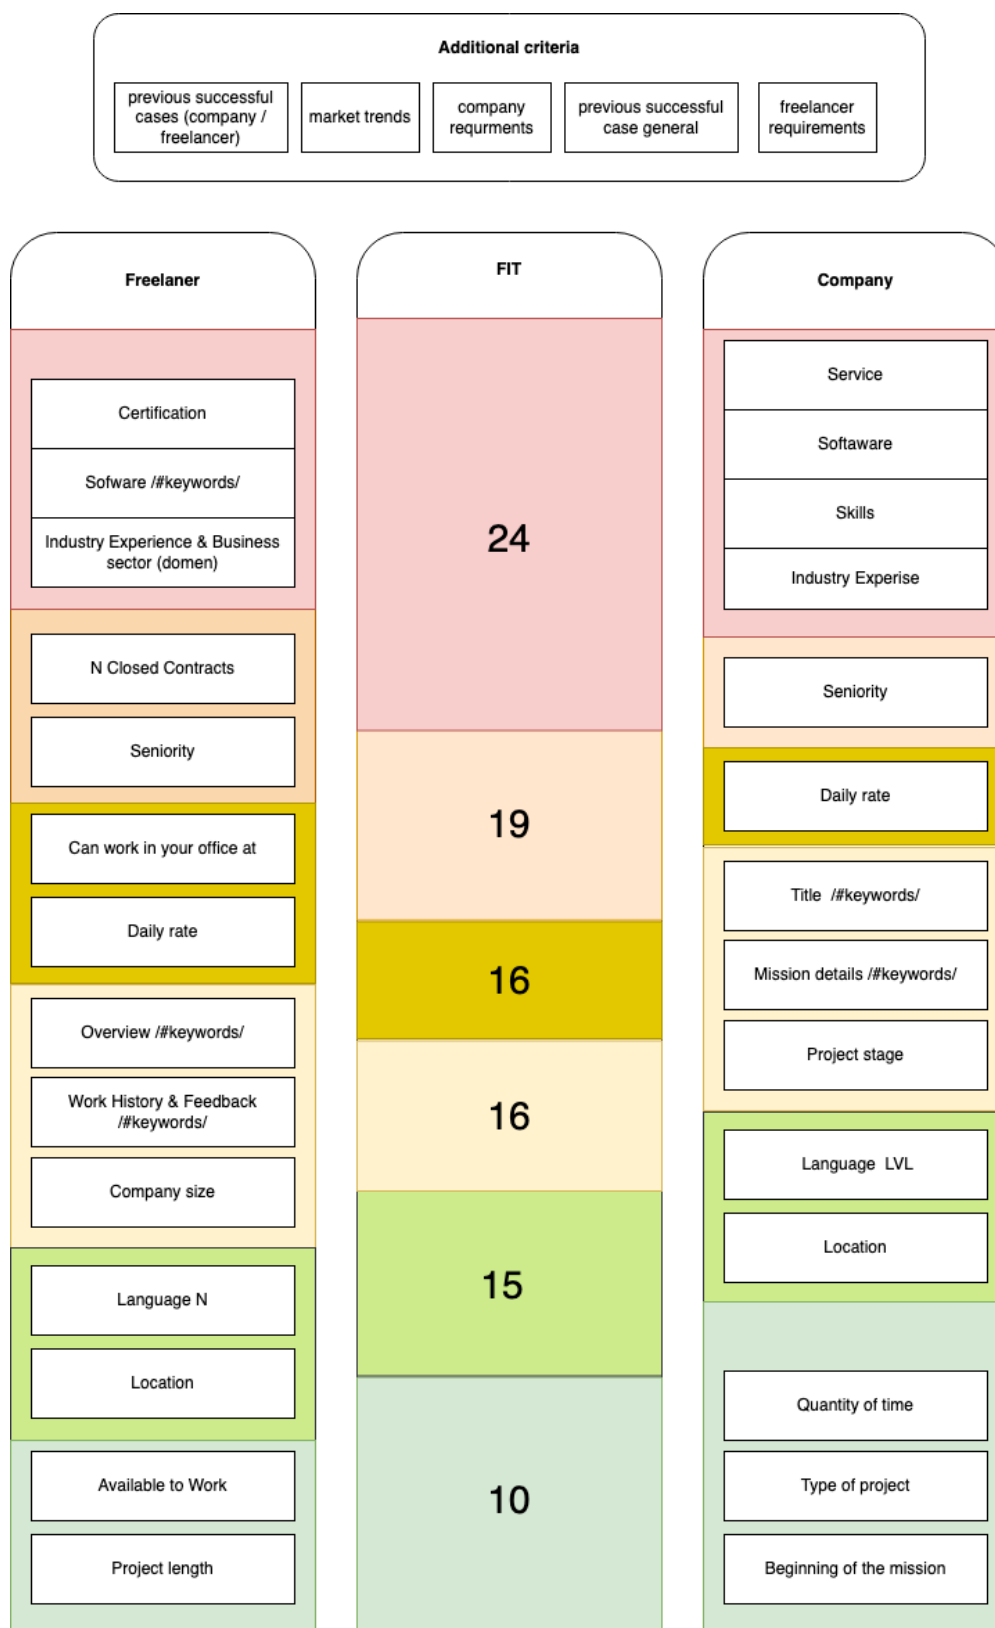 Additional criteria
previous successful
cases (company /
freelancer)
market trends
company
requrments
previous successful
case general
freelancer
requirements
Freelaner
Certification
Sofware /#keywords/
Industry Experience & Business
sector (domen)
N Closed Contracts
Seniority
Can work in your office at
Daily rate
Overview /#keywords/
Work History & Feedback
/#keywords/
Company size
Language N
Location
Available to Work
Project length
FIT
24
19
16
16
15
10
Company
Service
Softaware
Skills
Industry Experise
Seniority
Daily rate
Title /#keywords/
Mission details /#keywords/
Project stage
Language LVL
Location
Quantity of time
Type of project
Beginning of the mission